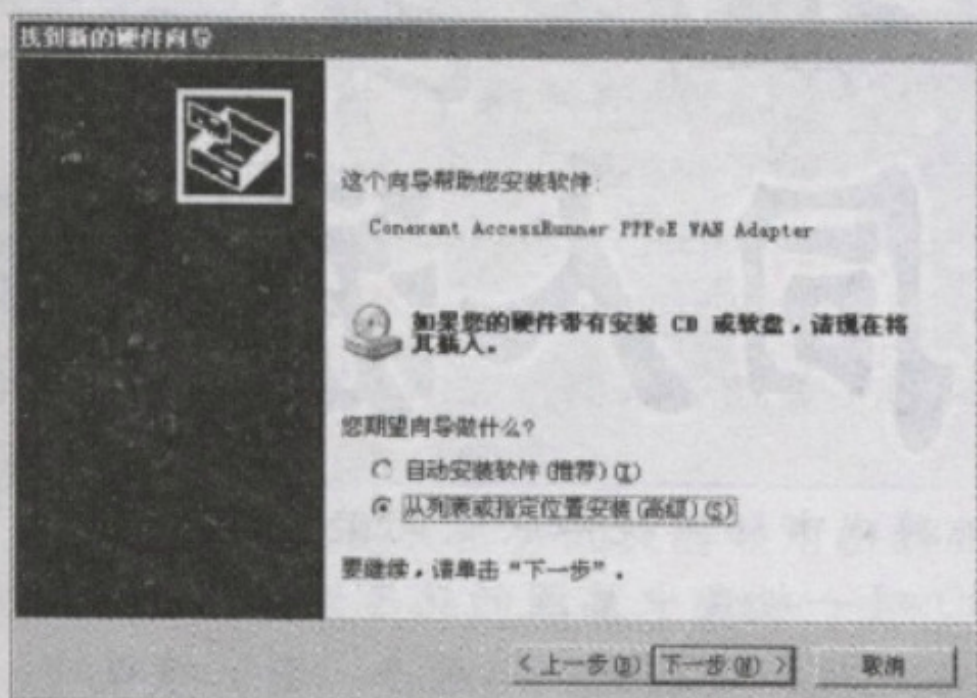 找到新的硬件向导
这个向导帮助您安装软件:
Conexant AccessRunner PPPoE WAN Adapter
如果您的硬件带有安装 CD 或软盘，请现在将
其插入。
您期望向导做什么?
自动安装软件(推荐)(I)
从列表或指定位置安装(高级)(S)
要继续，请单击“下一步”。
< 上一步(B)
下一步(N) >
取消